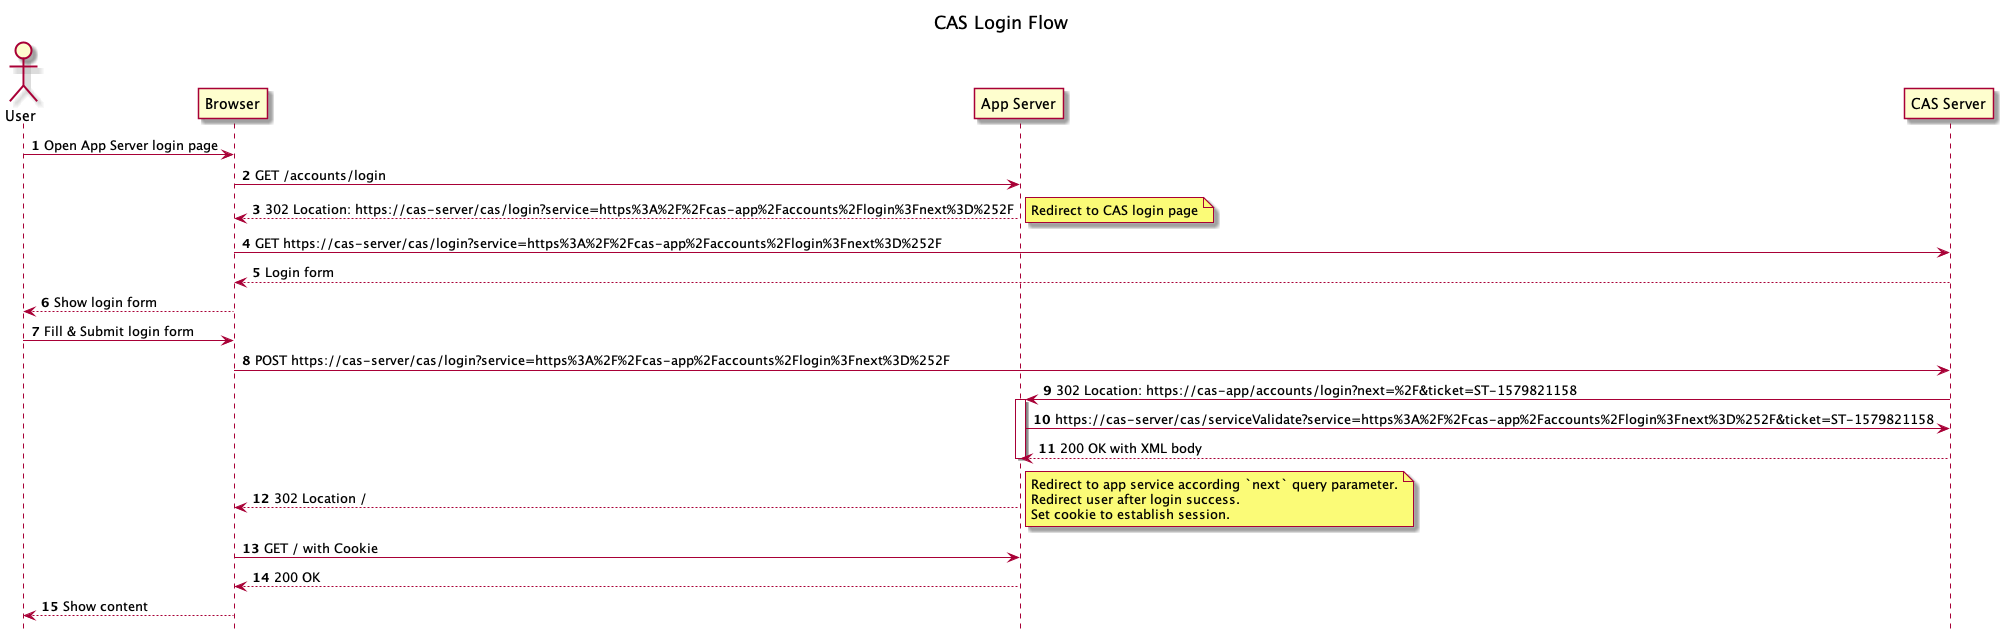 CAS Login Flow
User
Browser
App Server
CAS Server
1 Open App Server login page
2 GET /accounts/login
3 302 Location: https://cas-server/cas/login?service=https%3A%2F%2Fcas-app%2Faccounts%2Flogin%3Fnext%3D%252F
Redirect to CAS login page
4 GET https://cas-server/cas/login?service=https%3A%2F%2Fcas-app%2Faccounts%2Flogin%3Fnext%3D%252F
5 Login form
6 Show login form
7 Fill & Submit login form
8 POST https://cas-server/cas/login?service=https%3A%2F%2Fcas-app%2Faccounts%2Flogin%3Fnext%3D%252F
9 302 Location: https://cas-app/accounts/login?next=%2F&ticket=ST-1579821158
10 https://cas-server/cas/serviceValidate?service=https%3A%2F%2Fcas-app%2Faccounts%2Flogin%3Fnext%3D%252F&ticket=ST-1579821158
11 200 OK with XML body
12 302 Location /
Redirect to app service according `next` query parameter.
Redirect user after login success.
Set cookie to establish session.
13 GET / with Cookie
14 200 OK
15 Show content